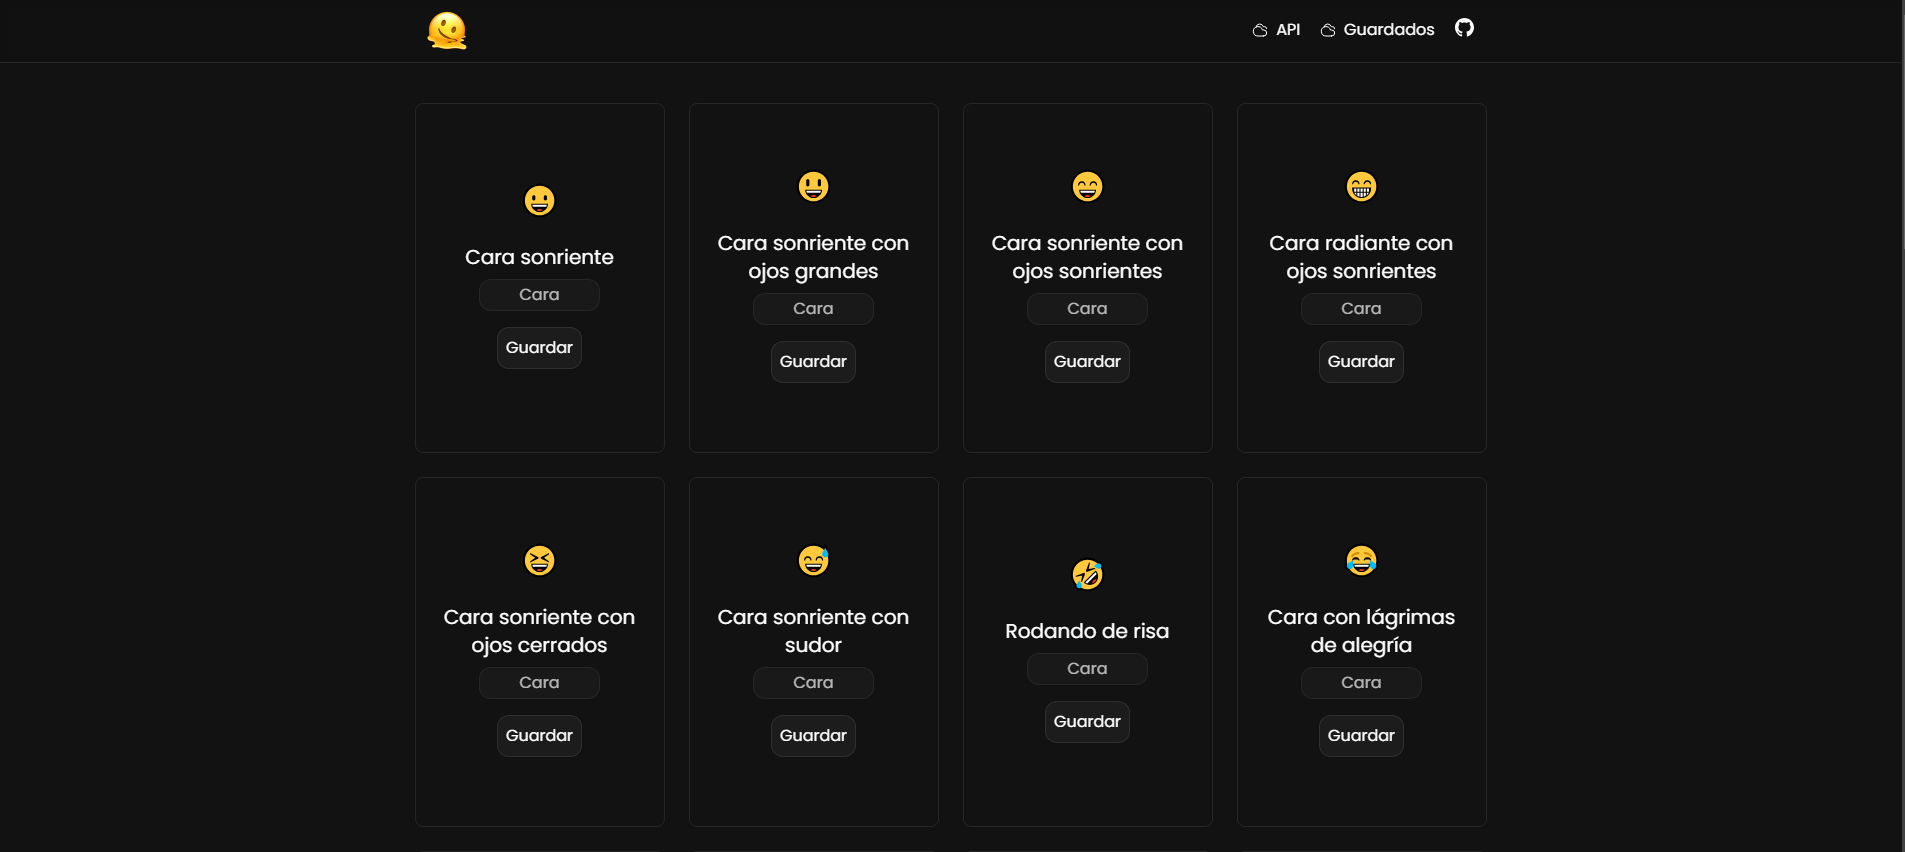 API
Guardados
Cara sonriente
Cara
Guardar
Cara sonriente con
ojos grandes
Cara
Guardar
Cara sonriente con
ojos sonrientes
Cara
Guardar
Cara radiante con
ojos sonrientes
Cara
Guardar
Cara sonriente con
ojos cerrados
Cara
Guardar
Cara sonriente con
sudor
Cara
Guardar
Rodando de risa
Cara
Guardar
Cara con lágrimas
de alegría
Cara
Guardar